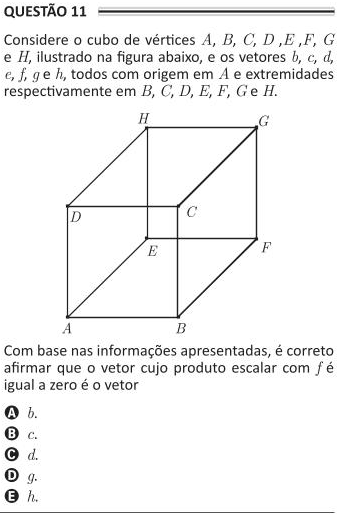 QUESTÃO 11
Considere o cubo de vértices A, B, C, D ,E ,F, G
e H, ilustrado na figura abaixo, e os vetores b, c, d,
e, f, g e h, todos com origem em A e extremidades
respectivamente em B, C, D, E, F, G e H.
H
G
D
C
E
F
A
B
Com base nas informações apresentadas, é correto
afirmar que o vetor cujo produto escalar com f é
igual a zero é o vetor
A b.
B c.
C d.
D g.
E h.